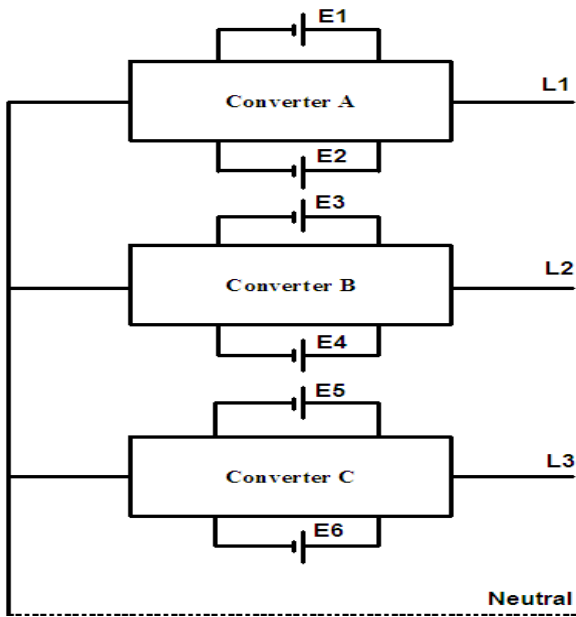 E1
L1
Converter A
E2
E3
L2
Converter B
E4
E5
L3
Converter C
E6
Neutral